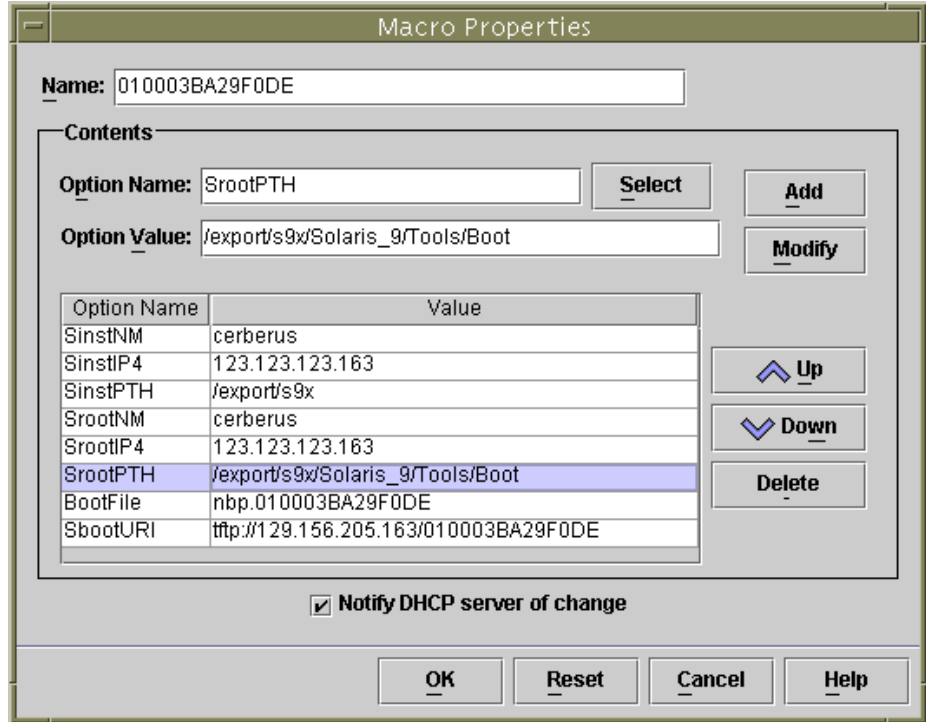 Macro Properties
Name: 010003BA29F0DE
Contents
Option Name: SrootPTH Select Add
Option Value: /export/s9x/Solaris_9/Tools/Boot Modify
Option Name Value
SinstNM cerberus
SinstIP4 123.123.123.163
SinstPTH /export/s9x
SrootNM cerberus
SrootIP4 123.123.123.163
SrootPTH /export/s9x/Solaris_9/Tools/Boot
BootFile nbp.010003BA29F0DE
SbootURI tftp://129.156.205.163/010003BA29F0DE
Up
Down
Delete
Notify DHCP server of change
OK Reset Cancel Help